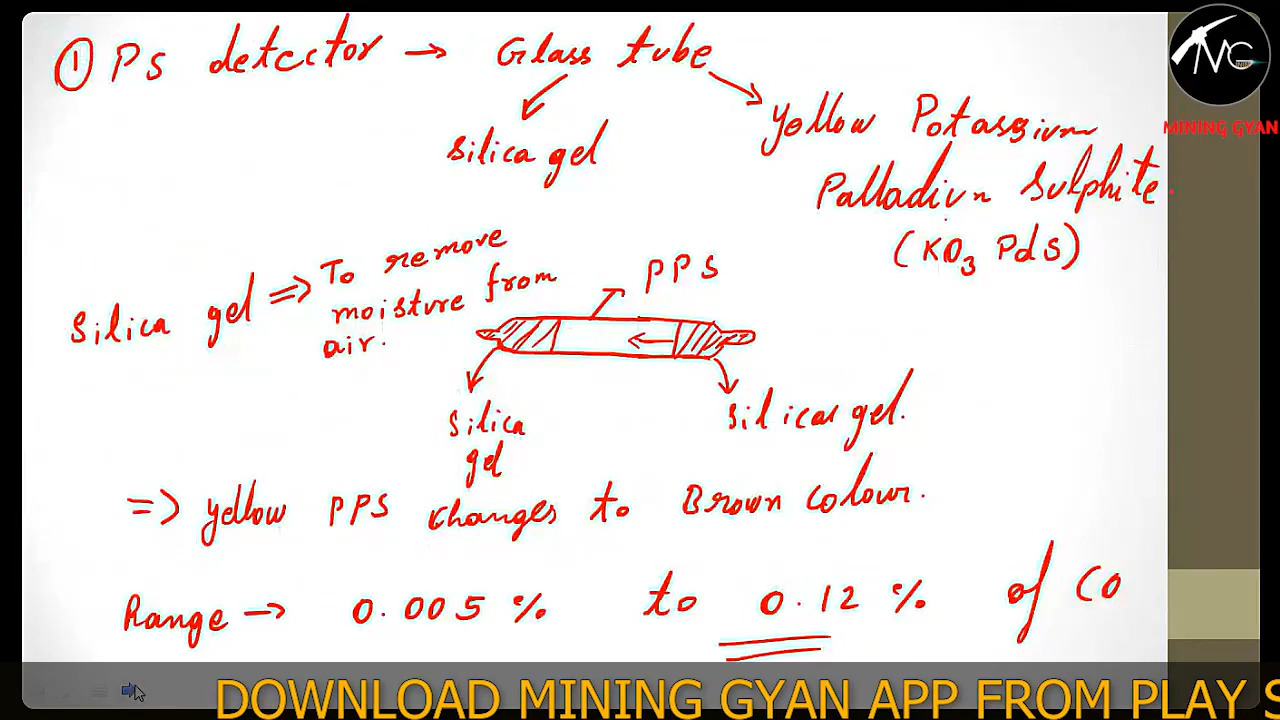 ① PS detector → Glass tube
Silica gel
Yellow Potassium
Palladium Sulphite
(KO3 PdS)
Silica gel ⇒ To remove
moisture from
air.
PPS
Silica
gel
Silica gel.
⇒ yellow PPS changes to Brown colour.
Range → 0.005 % to 0.12 % of CO
MG
MINING GYAN
DOWNLOAD MINING GYAN APP FROM PLAY S